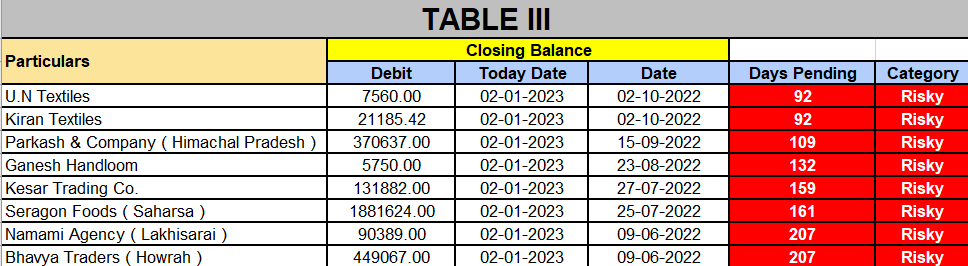 TABLE III
Closing Balance
Particulars
Debit Today Date Date Days Pending Category
U.N Textiles 7560.00 02-01-2023 02-10-2022 92 Risky
Kiran Textiles 21185.42 02-01-2023 02-10-2022 92 Risky
Parkash & Company ( Himachal Pradesh ) 370637.00 02-01-2023 15-09-2022 109 Risky
Ganesh Handloom 5750.00 02-01-2023 23-08-2022 132 Risky
Kesar Trading Co. 131882.00 02-01-2023 27-07-2022 159 Risky
Seragon Foods ( Saharsa ) 1881624.00 02-01-2023 25-07-2022 161 Risky
Namami Agency ( Lakhisarai ) 90389.00 02-01-2023 09-06-2022 207 Risky
Bhavya Traders ( Howrah ) 449067.00 02-01-2023 09-06-2022 207 Risky